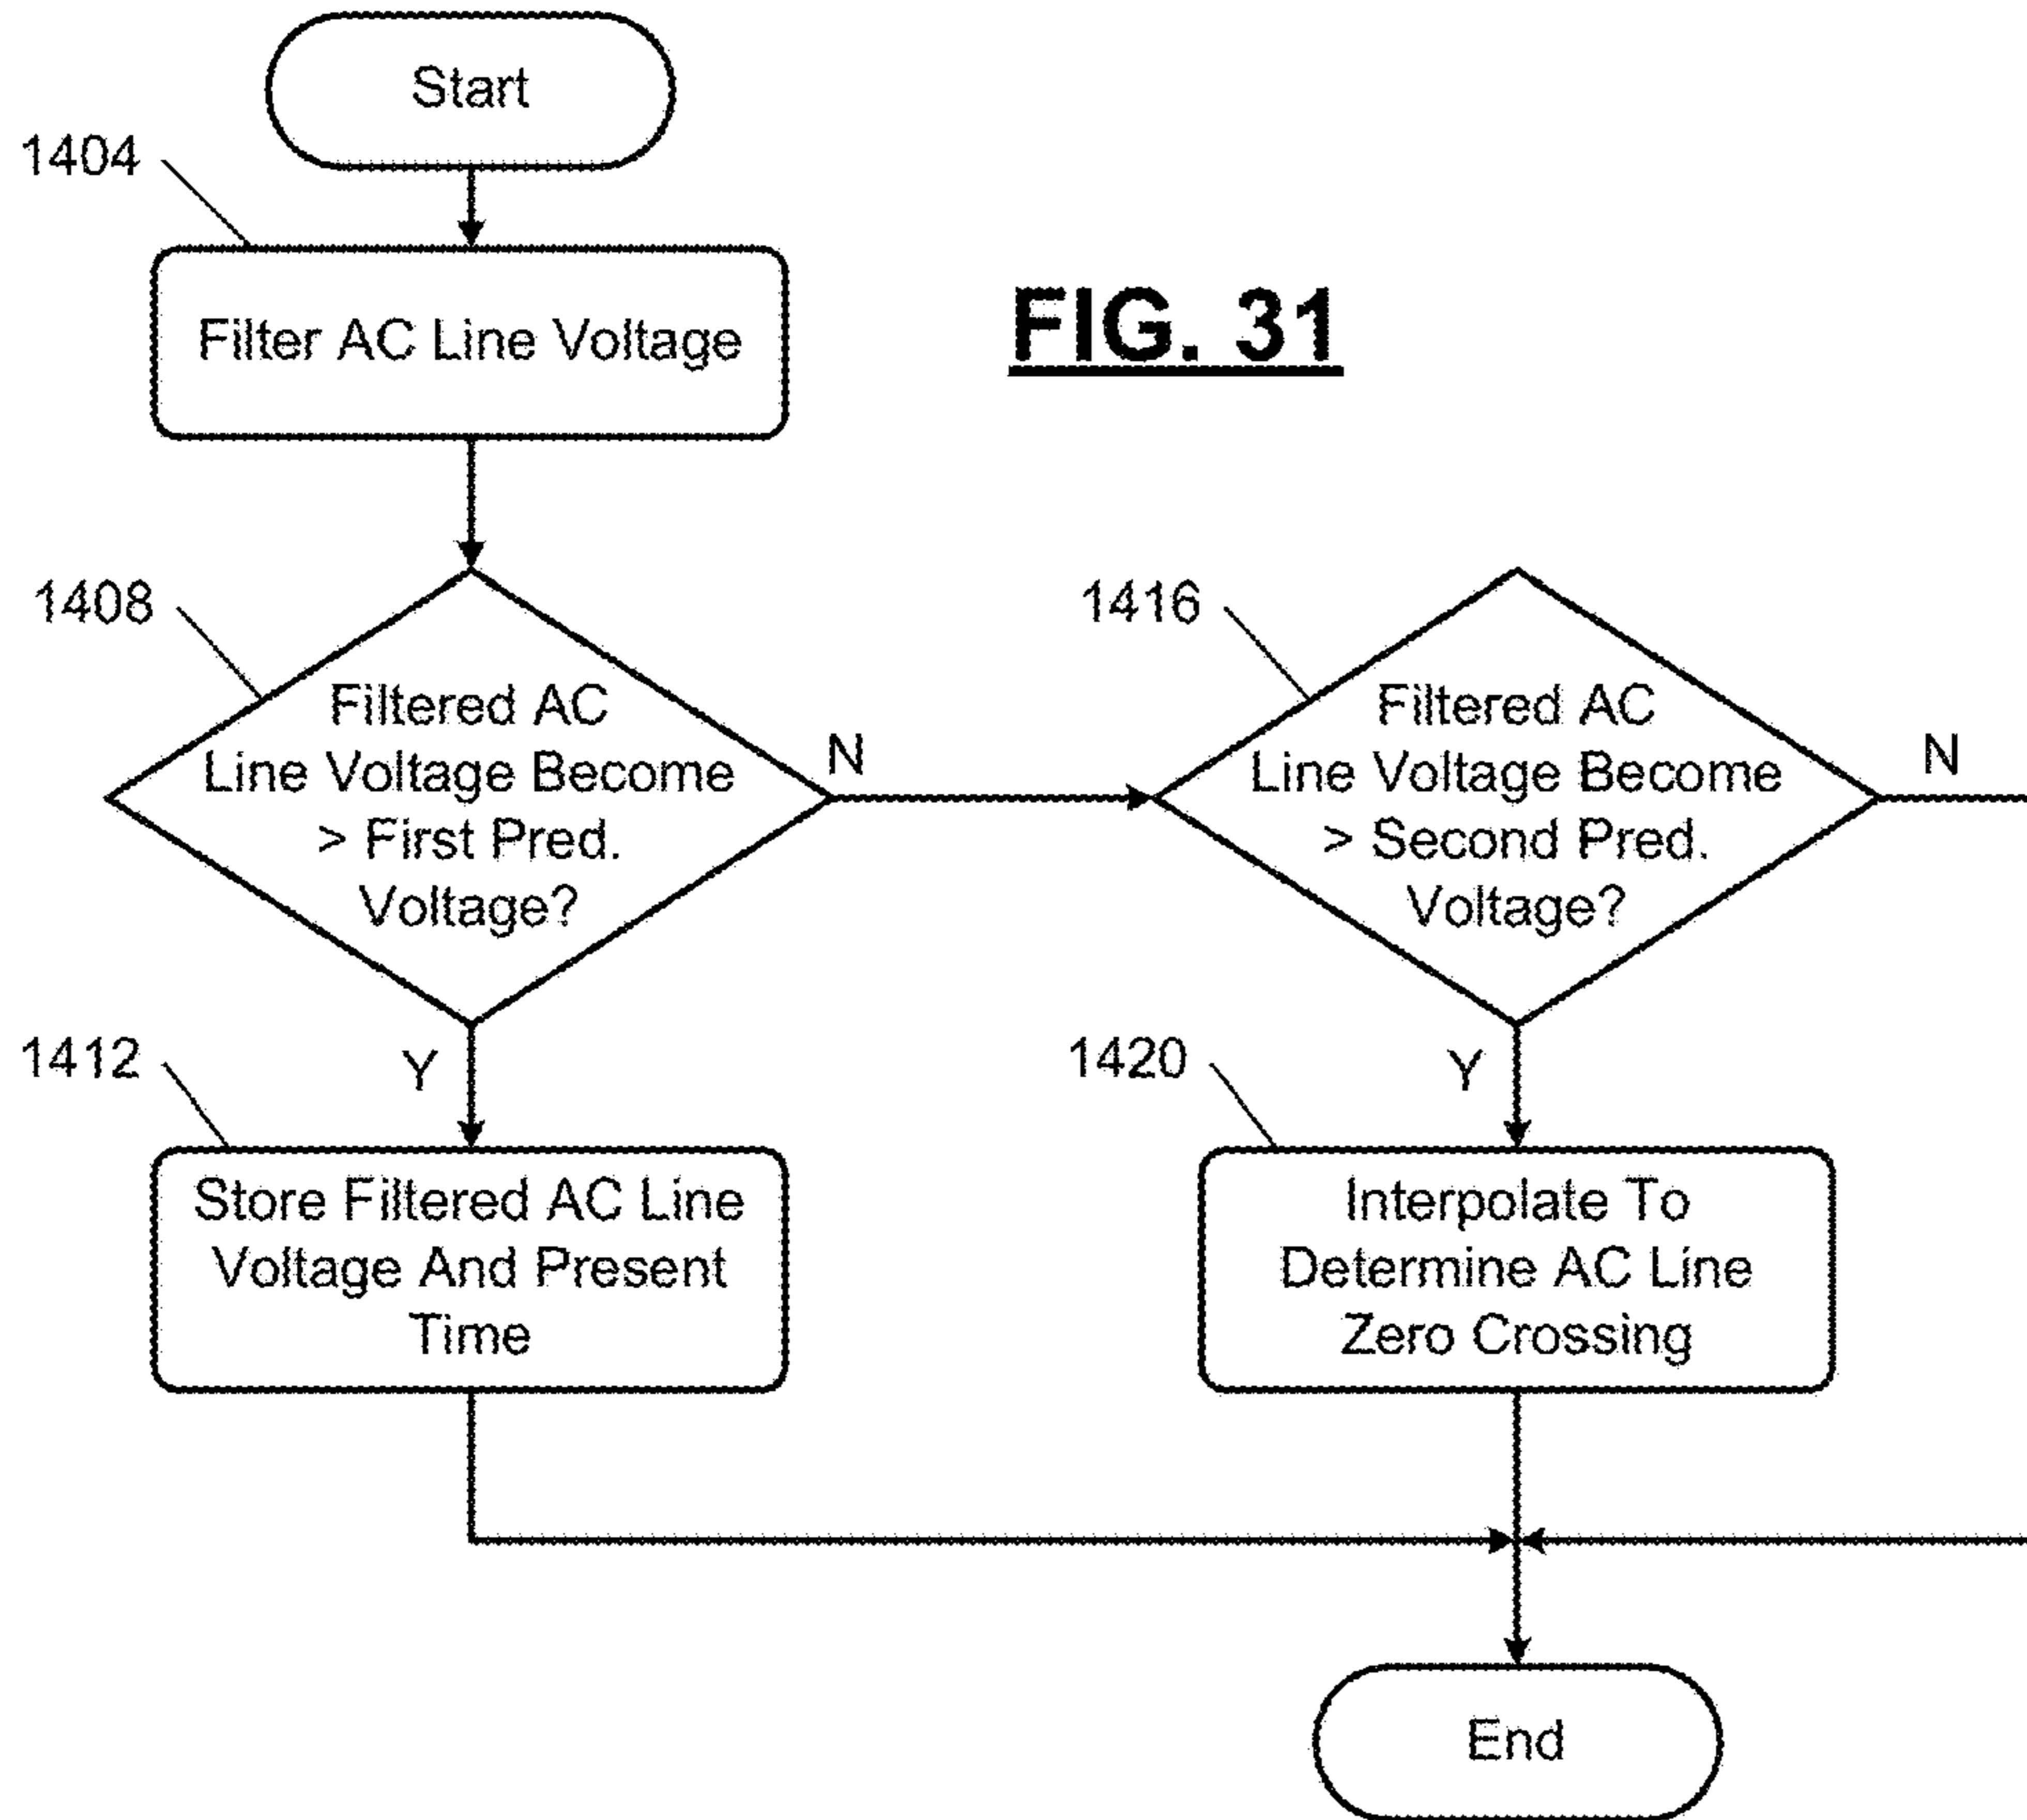 Start
1404
Filter AC Line Voltage
FIG. 31
1408
Filtered AC
Line Voltage Become
> First Pred.
Voltage?
N
Y
1416
Filtered AC
Line Voltage Become
> Second Pred.
Voltage?
N
Y
1412
Store Filtered AC Line
Voltage And Present
Time
1420
Interpolate To
Determine AC Line
Zero Crossing
End